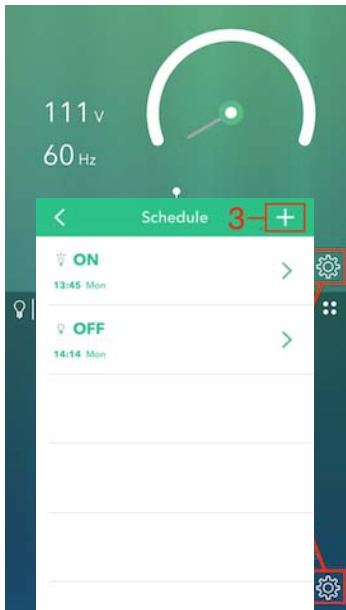 111 V
60 Hz
Schedule 3
ON
13:45 Mon
OFF
14:14 Mon